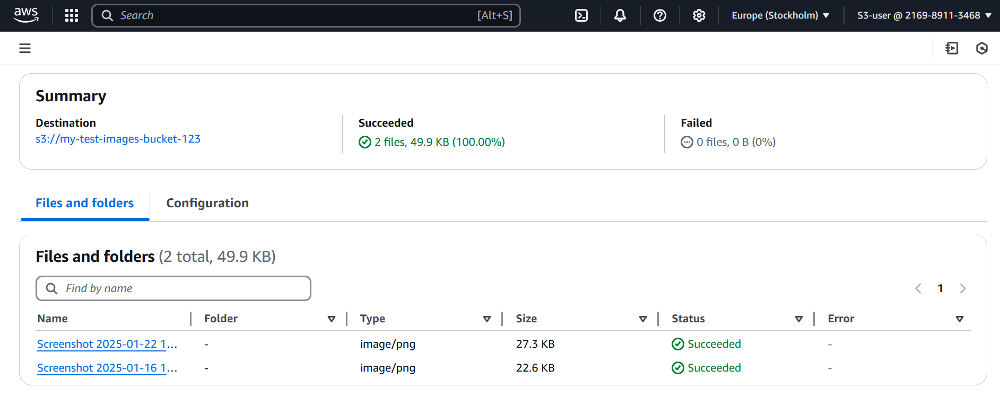 aws Search [Alt+S] Europe (Stockholm) S3-user @ 2169-8911-3468
Summary
Destination Succeeded Failed
s3://my-test-images-bucket-123 2 files, 49.9 KB (100.00%) 0 files, 0 B (0%)
Files and folders Configuration
Files and folders (2 total, 49.9 KB)
Find by name 1
Name Folder Type Size Status Error
Screenshot 2025-01-22 1... - image/png 27.3 KB Succeeded -
Screenshot 2025-01-16 1... - image/png 22.6 KB Succeeded -